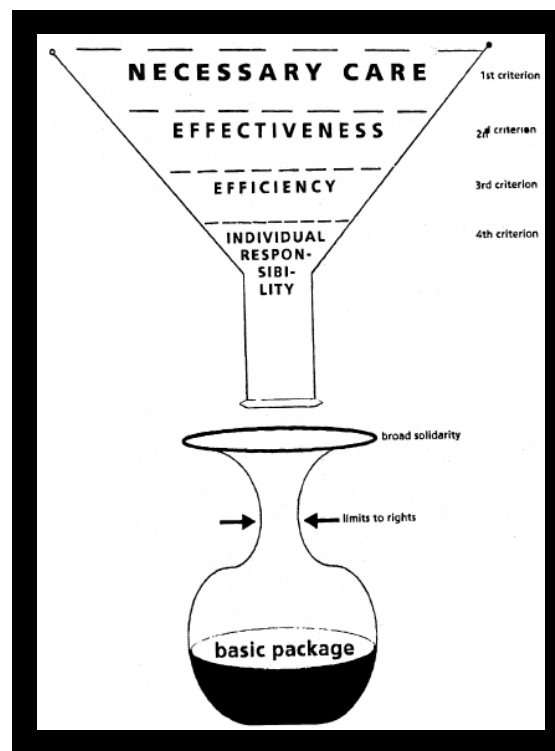 NECESSARY CARE
1st criterion
EFFECTIVENESS
2nd criterion
EFFICIENCY
3rd criterion
INDIVIDUAL
4th criterion
RESPON-
SIBI-
LITY
broad solidarity
limits to rights
basic package